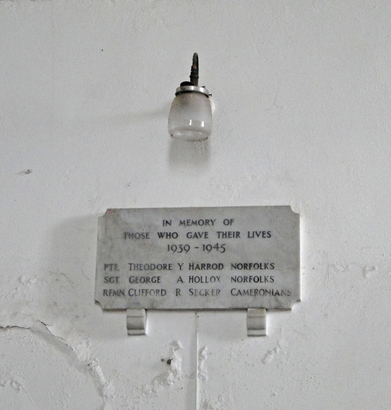 IN MEMORY OF
THOSE WHO GAVE THEIR LIVES
1939 - 1945
PTE THEODORE Y HARROD NORFOLKS
SGT GEORGE A HOLLOX NORFOLKS
RFMN CLIFFORD R SECKER CAMERONIANS